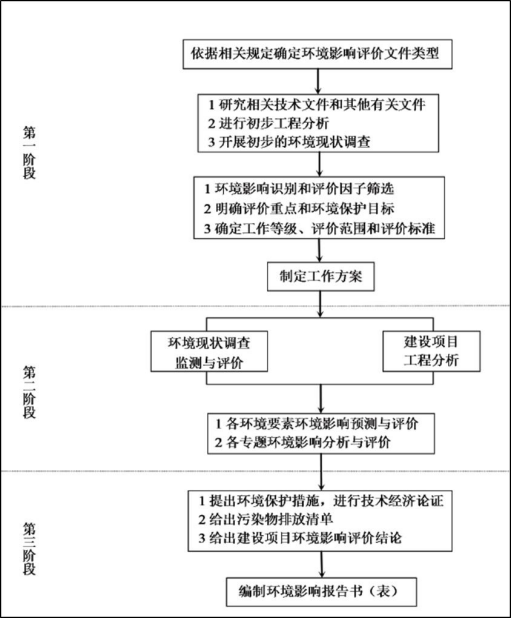 依据相关规定确定环境影响评价文件类型
1 研究相关技术文件和其他有关文件
2 进行初步工程分析
3 开展初步的环境现状调查
第一阶段
1 环境影响识别和评价因子筛选
2 明确评价重点和环境保护目标
3 确定工作等级、评价范围和评价标准
制定工作方案
环境现状调查
监测与评价
建设项目
工程分析
第二阶段
1 各环境要素环境影响预测与评价
2 各专题环境影响分析与评价
1 提出环境保护措施，进行技术经济论证
2 给出污染物排放清单
3 给出建设项目环境影响评价结论
第三阶段
编制环境影响报告书（表）